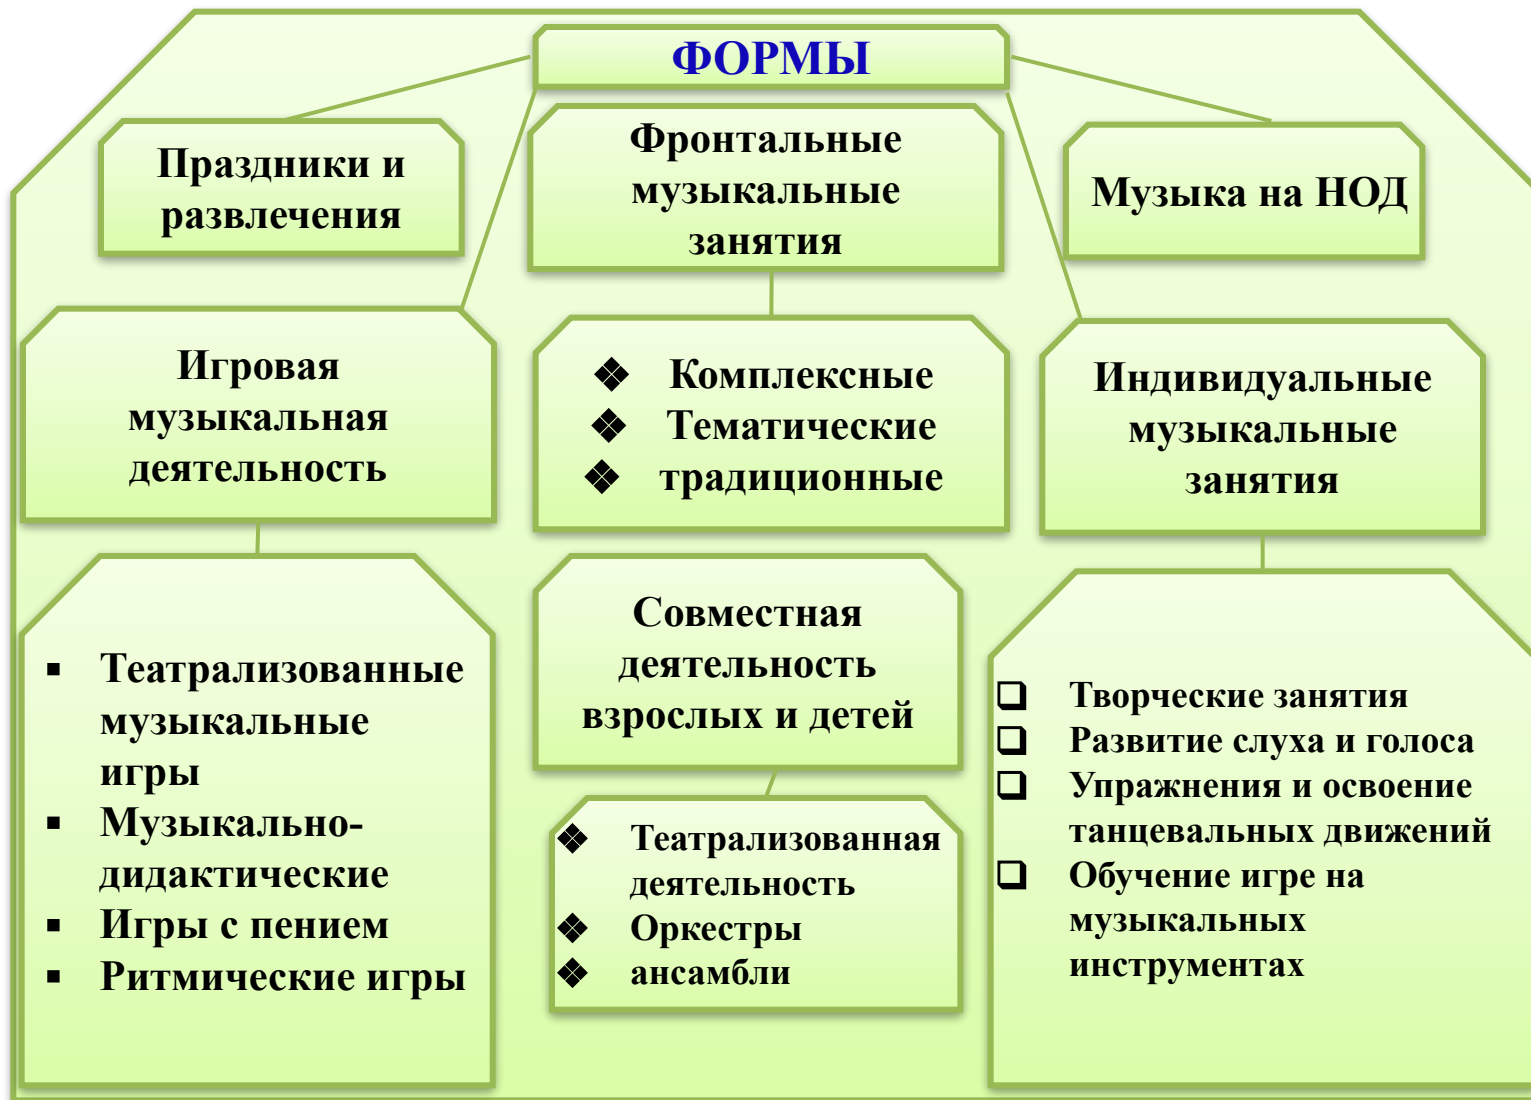 ФОРМЫ
Праздники и
развлечения
Фронтальные
музыкальные
занятия
Музыка на НОД
Игровая
музыкальная
деятельность
❖ Комплексные
❖ Тематические
❖ традиционные
Индивидуальные
музыкальные
занятия
▪ Театрализованные
музыкальные
игры
▪ Музыкально-
дидактические
▪ Игры с пением
▪ Ритмические игры
Совместная
деятельность
взрослых и детей
❖ Театрализованная
деятельность
❖ Оркестры
❖ ансамбли
❑ Творческие занятия
❑ Развитие слуха и голоса
❑ Упражнения и освоение
танцевальных движений
❑ Обучение игре на
музыкальных
инструментах